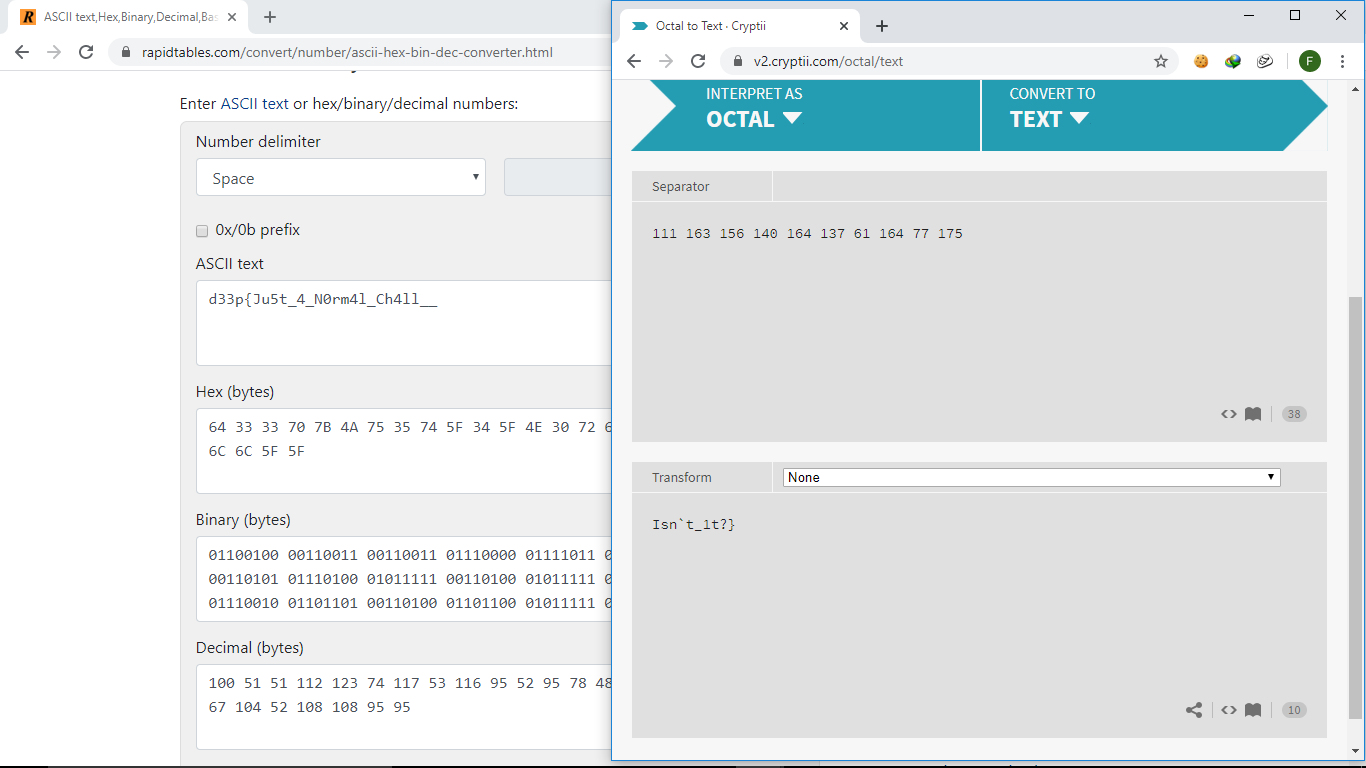 ASCII text,Hex,Binary,Decimal,Bas
rapidtables.com/convert/number/ascii-hex-bin-dec-converter.html
Enter ASCII text or hex/binary/decimal numbers:
Number delimiter
Space
0x/0b prefix
ASCII text
d33p{Ju5t_4_N0rm4l_Ch4ll__
Hex (bytes)
64 33 33 70 7B 4A 75 35 74 5F 34 5F 4E 30 72 6
6C 6C 5F 5F
Binary (bytes)
01100100 00110011 00110011 01110000 01111011 0
00110101 01110100 01011111 00110100 01011111 0
01110010 01101101 00110100 01101100 01011111 0
Decimal (bytes)
100 51 51 112 123 74 117 53 116 95 52 95 78 48
67 104 52 108 108 95 95
Octal to Text · Cryptii
v2.cryptii.com/octal/text
F
INTERPRET AS
OCTAL
CONVERT TO
TEXT
Separator
111 163 156 140 164 137 61 164 77 175
38
Transform
None
Isn`t_1t?}
10